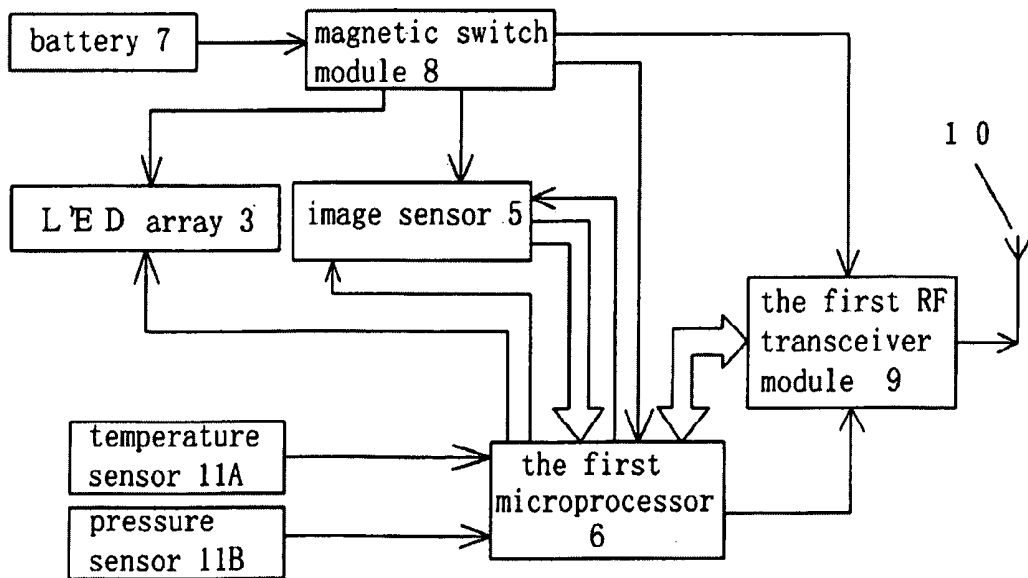 battery 7
magnetic switch
module 8
1 0
L'E D array 3
image sensor 5
the first RF
transceiver
module 9
temperature
sensor 11A
the first
microprocessor
6
pressure
sensor 11B